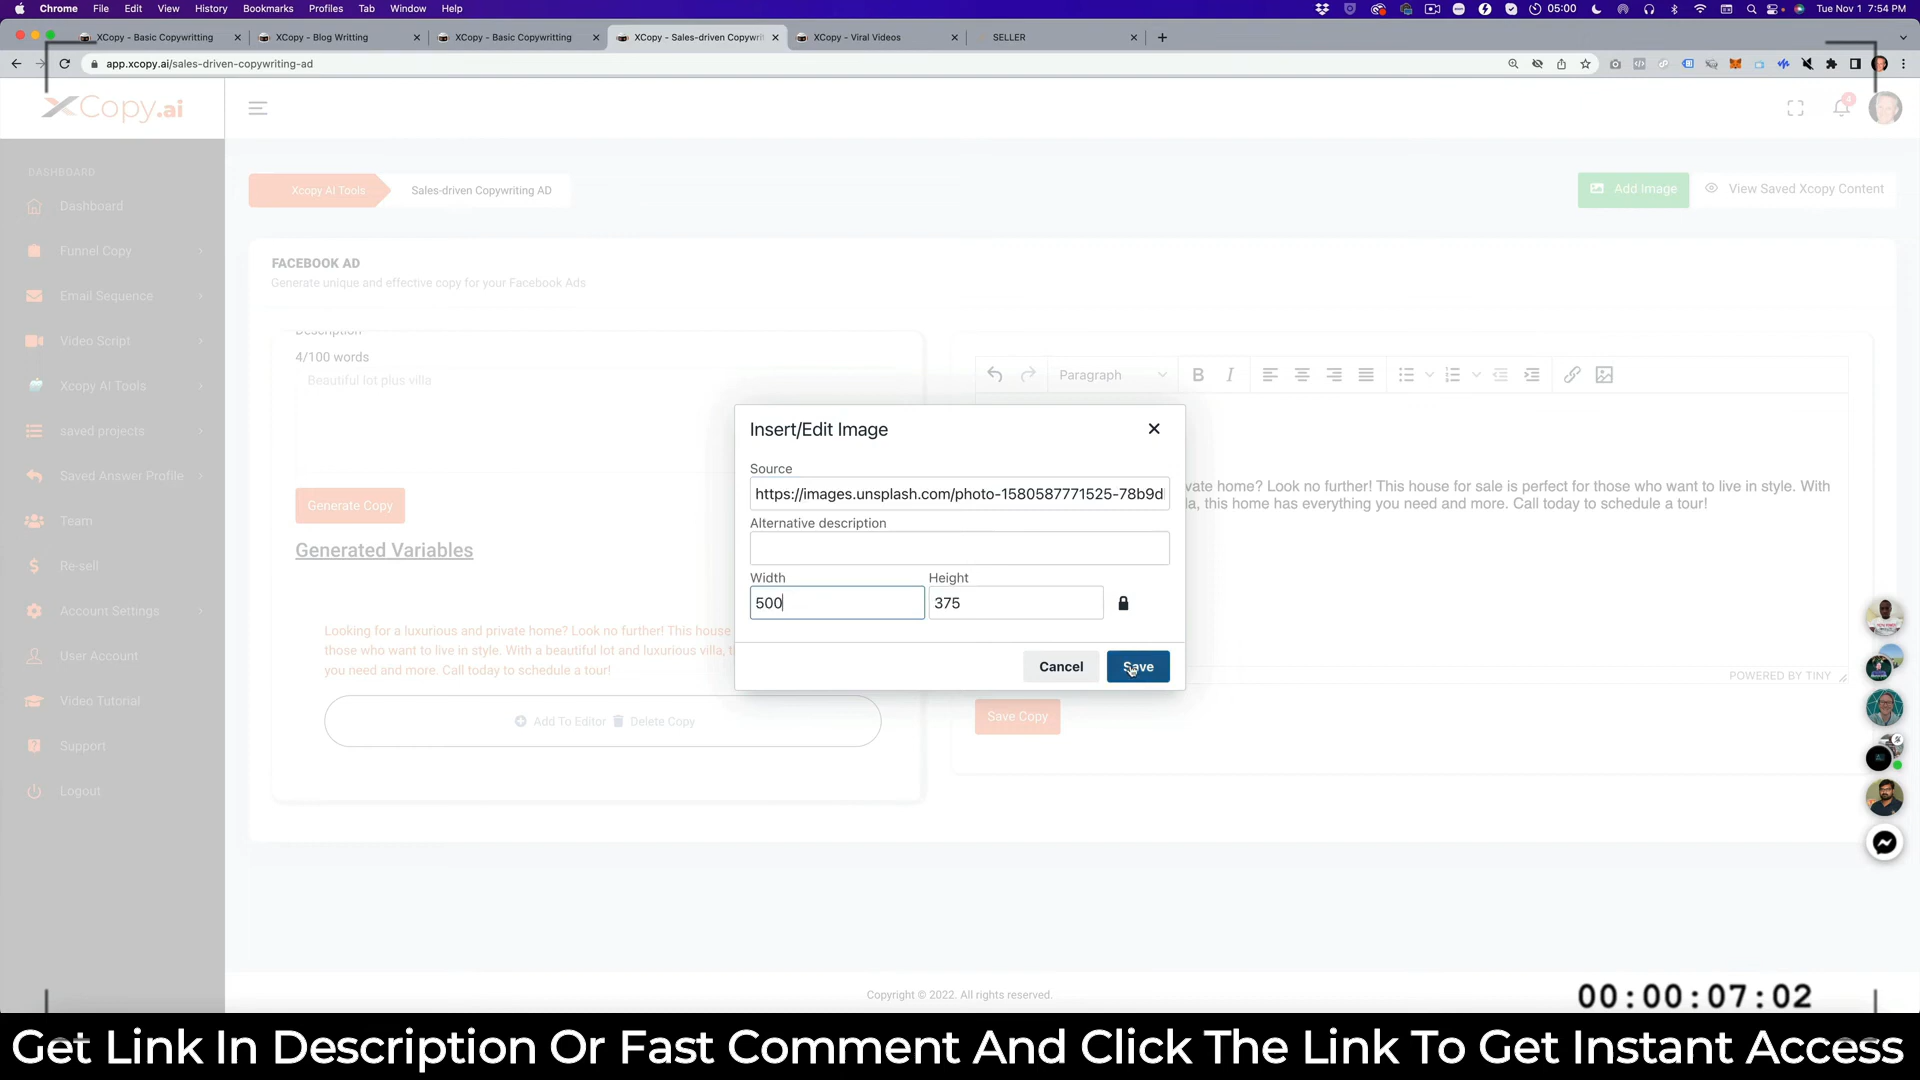 Chrome File Edit View History Bookmarks Profiles Tab Window Help
05:00
Tue Nov 1 7:54 PM
XCopy - Basic Copywritting
XCopy - Blog Writting
XCopy - Basic Copywritting
XCopy - Sales-driven Copywri
XCopy - Viral Videos
SELLER
app.xcopy.ai/sales-driven-copywriting-ad
XCopy.ai
4
DASHBOARD
Dashboard
Funnel Copy
Email Sequence
Video Script
Xcopy AI Tools
saved projects
Saved Answer Profile
Team
Re-sell
Account Settings
User Account
Video Tutorial
Support
Logout
Xcopy AI Tools
Sales-driven Copywriting AD
Add Image
View Saved Xcopy Content
FACEBOOK AD
Generate unique and effective copy for your Facebook Ads
Description
4/100 words
Beautiful lot plus villa
Generate Copy
Generated Variables
Looking for a luxurious and private home? Look no further! This house
those who want to live in style. With a beautiful lot and luxurious villa, t
you need and more. Call today to schedule a tour!
Add To Editor
Delete Copy
Paragraph
B I
vate home? Look no further! This house for sale is perfect for those who want to live in style. With
la, this home has everything you need and more. Call today to schedule a tour!
POWERED BY TINY
Save Copy
Insert/Edit Image
Source
https://images.unsplash.com/photo-1580587771525-78b9d
Alternative description
Width
Height
500
375
Cancel
Save
Copyright © 2022. All rights reserved.
00:00:07:02
Get Link In Description Or Fast Comment And Click The Link To Get Instant Access